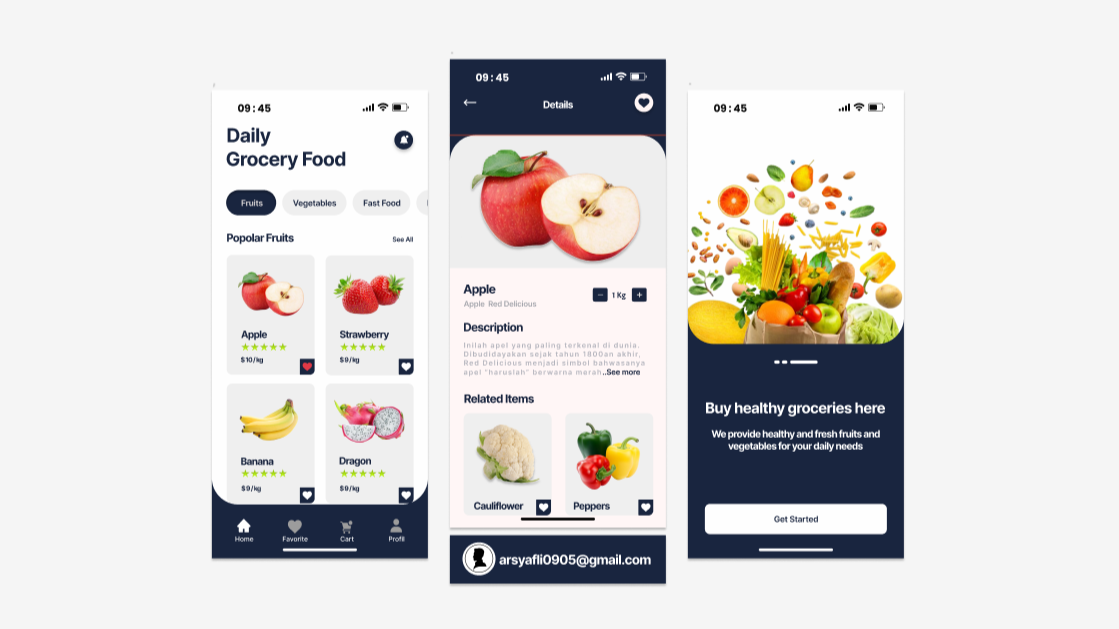 09:45
Daily
Grocery Food
Fruits
Vegetables
Fast Food
Popolar Fruits
See All
Apple
$10/kg
Strawberry
$9/kg
Banana
$9/kg
Dragon
$9/kg
Home
Favorite
Cart
Profil
09:45
Details
Apple
1 Kg
Apple Red Delicious
Description
Inilah apel yang paling terkenal di dunia.
Dibudidayakan sejak tahun 1800an akhir,
Red Delicious menjadi simbol bahwasanya
apel "haruslah" berwarna merah..See more
Related Items
Cauliflower
Peppers
arsyafli0905@gmail.com
09:45
Buy healthy groceries here
We provide healthy and fresh fruits and
vegetables for your daily needs
Get Started